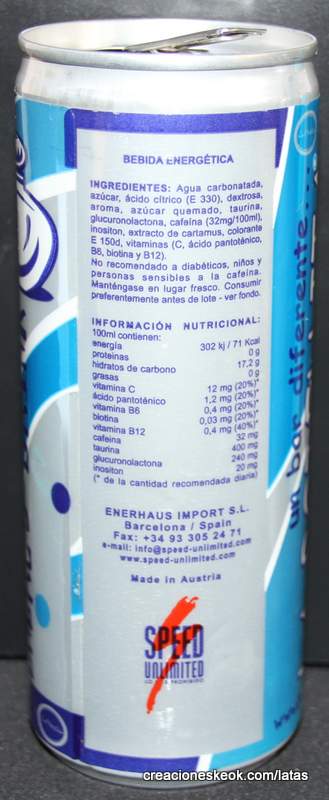 BEBIDA ENERGÉTICA
INGREDIENTES: Agua carbonatada,
azúcar, ácido cítrico (E 330), dextrosa,
aroma, azúcar quemado, taurina,
glucuronolactona, cafeína (32mg/100ml),
inositon, extracto de cartamus, colorante
E 150d, vitaminas (C, ácido pantoténico,
B6, biotina y B12).
No recomendado a diabéticos, niños y
personas sensibles a la cafeína.
Manténgase en lugar fresco. Consumir
preferentemente antes de lote - ver fondo.
INFORMACIÓN NUTRICIONAL:
100ml contienen:
energía 302 kj / 71 Kcal
proteinas 0 g
hidratos de carbono 17,2 g
grasas 0 g
vitamina C 12 mg (20%)*
ácido pantoténico 1,2 mg (20%)*
vitamina B6 0,4 mg (20%)*
biotina 0,03 mg (20%)*
vitamina B12 0,4 mg (40%)*
cafeina 32 mg
taurina 400 mg
glucuronolactona 240 mg
inositon 20 mg
(* de la cantidad recomendada diaria)
ENERHAUS IMPORT S.L.
Barcelona / Spain
Fax: +34 93 305 24 71
e-mail: info@speed-unlimited.com
www.speed-unlimited.com
Made in Austria
SPEED
UNLIMITED
un bar diferente...
www.
creacioneskeok.com/latas